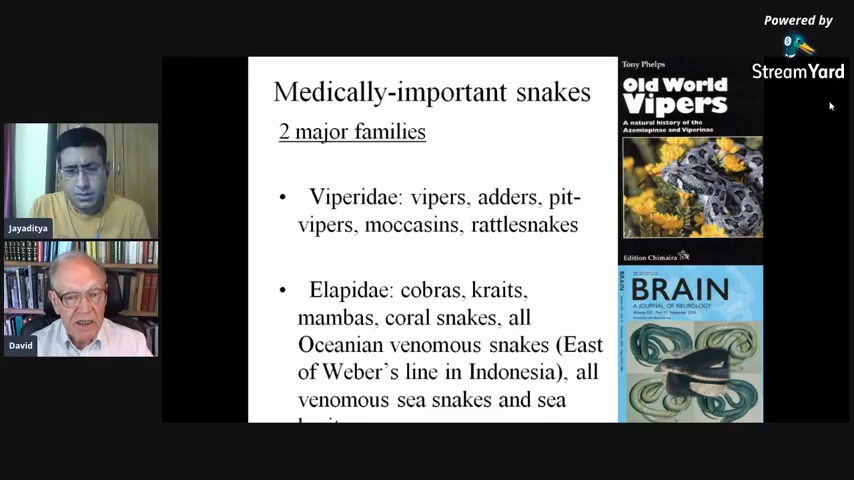 Powered by
StreamYard
Jayaditya
David
Medically-important snakes
2 major families
• Viperidae: vipers, adders, pit-
vipers, moccasins, rattlesnakes
• Elapidae: cobras, kraits,
mambas, coral snakes, all
Oceanian venomous snakes (East
of Weber's line in Indonesia), all
venomous sea snakes and sea
Tony Phelps
Old World
Vipers
A natural history of the
Azemiopinae and Viperinae
Edition Chimaira
BRAIN
BRAIN
A JOURNAL OF NEUROLOGY